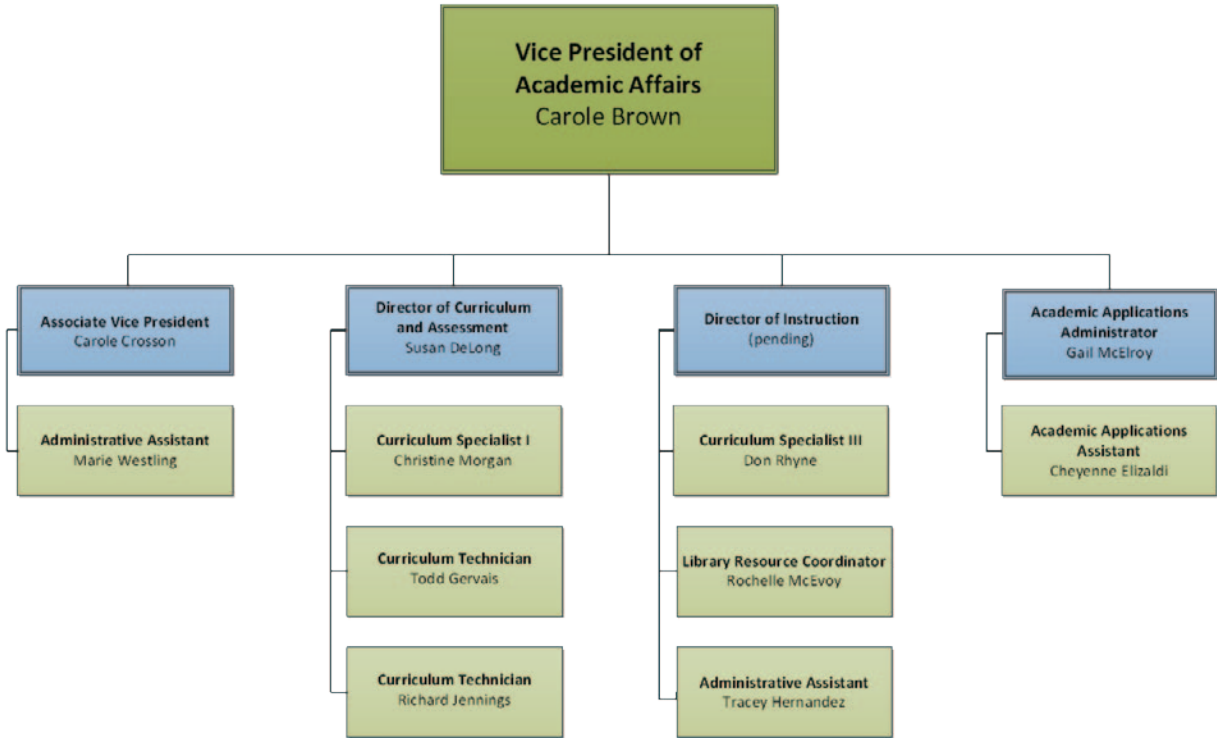 Vice President of
Academic Affairs
Carole Brown
Associate Vice President
Carole Crosson
Administrative Assistant
Marie Westling
Director of Curriculum
and Assessment
Susan DeLong
Curriculum Specialist I
Christine Morgan
Curriculum Technician
Todd Gervais
Curriculum Technician
Richard Jennings
Director of Instruction
(pending)
Curriculum Specialist III
Don Rhyne
Library Resource Coordinator
Rochelle McEvoy
Administrative Assistant
Tracey Hernandez
Academic Applications
Administrator
Gail McElroy
Academic Applications
Assistant
Cheyenne Elizaldi